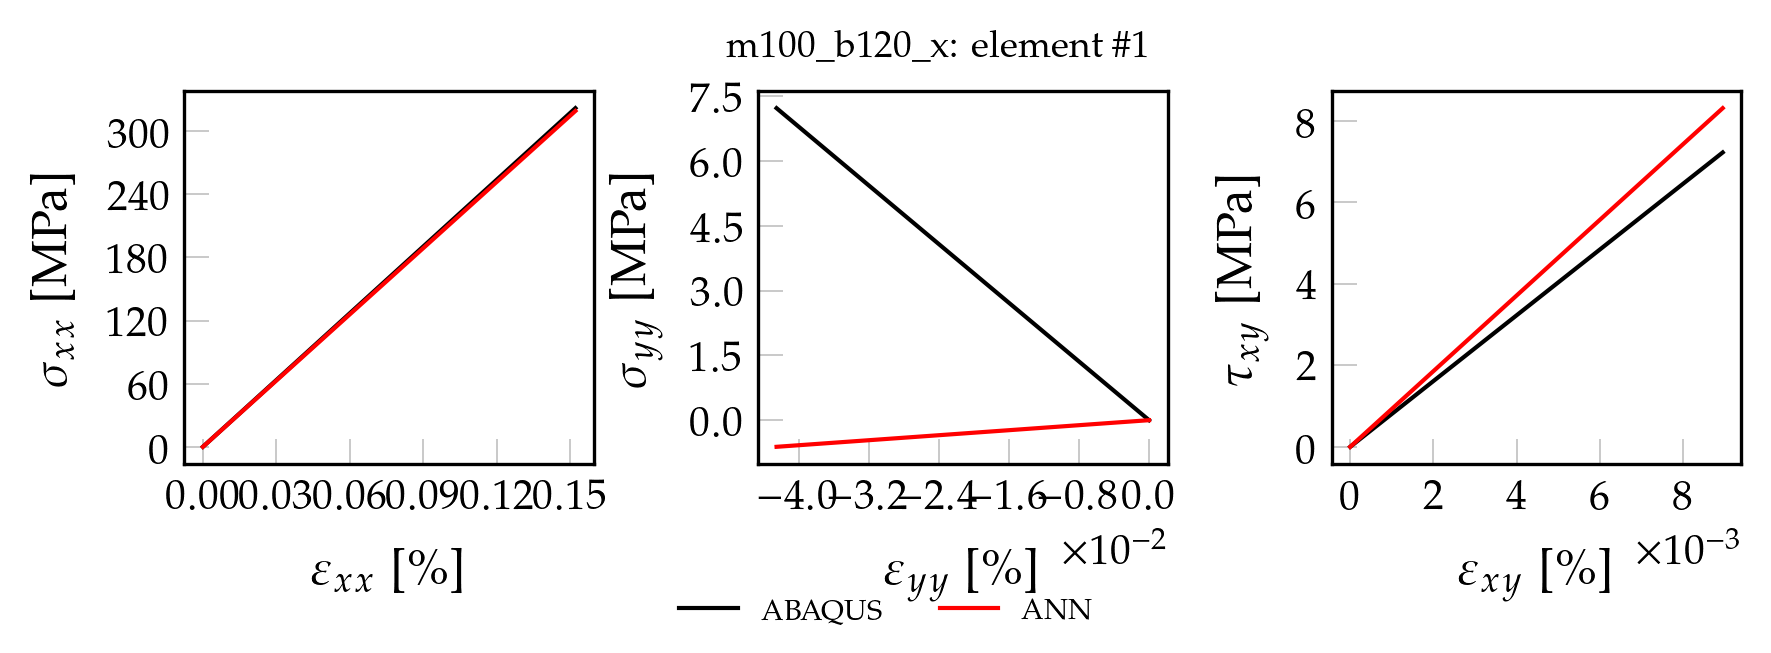 m100_b120_x: element #1
σxx [MPa]
300
240
180
120
60
0
0.00 0.03 0.06 0.09 0.12 0.15
εxx [%]
σyy [MPa]
7.5
6.0
4.5
3.0
1.5
0.0
−4.0 −3.2 −2.4 −1.6 −0.8 0.0
×10−2
εyy [%]
τxy [MPa]
8
6
4
2
0
0 2 4 6 8
×10−3
εxy [%]
ABAQUS ANN